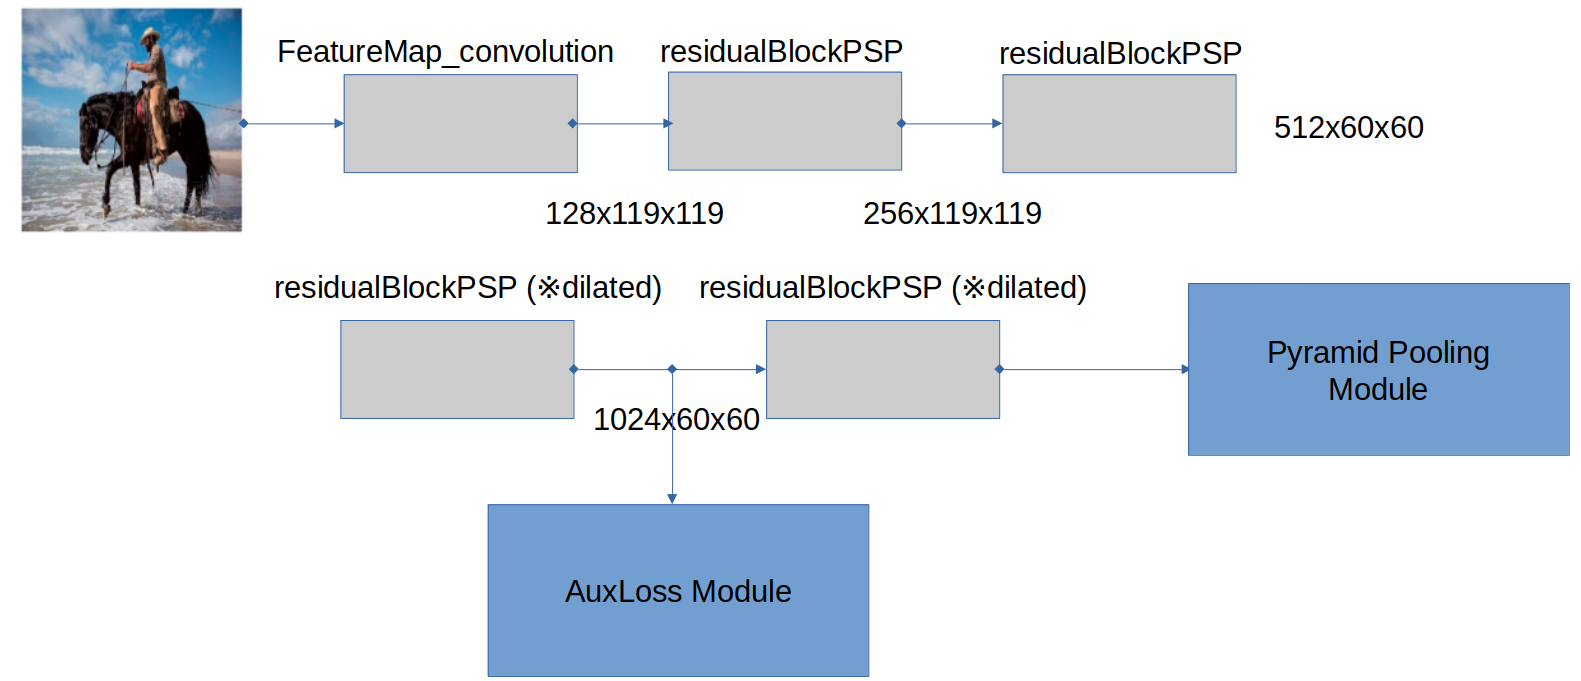 FeatureMap_convolution
residualBlockPSP
residualBlockPSP
512x60x60
128x119x119
256x119x119
residualBlockPSP (※dilated)
residualBlockPSP (※dilated)
Pyramid Pooling
Module
1024x60x60
AuxLoss Module